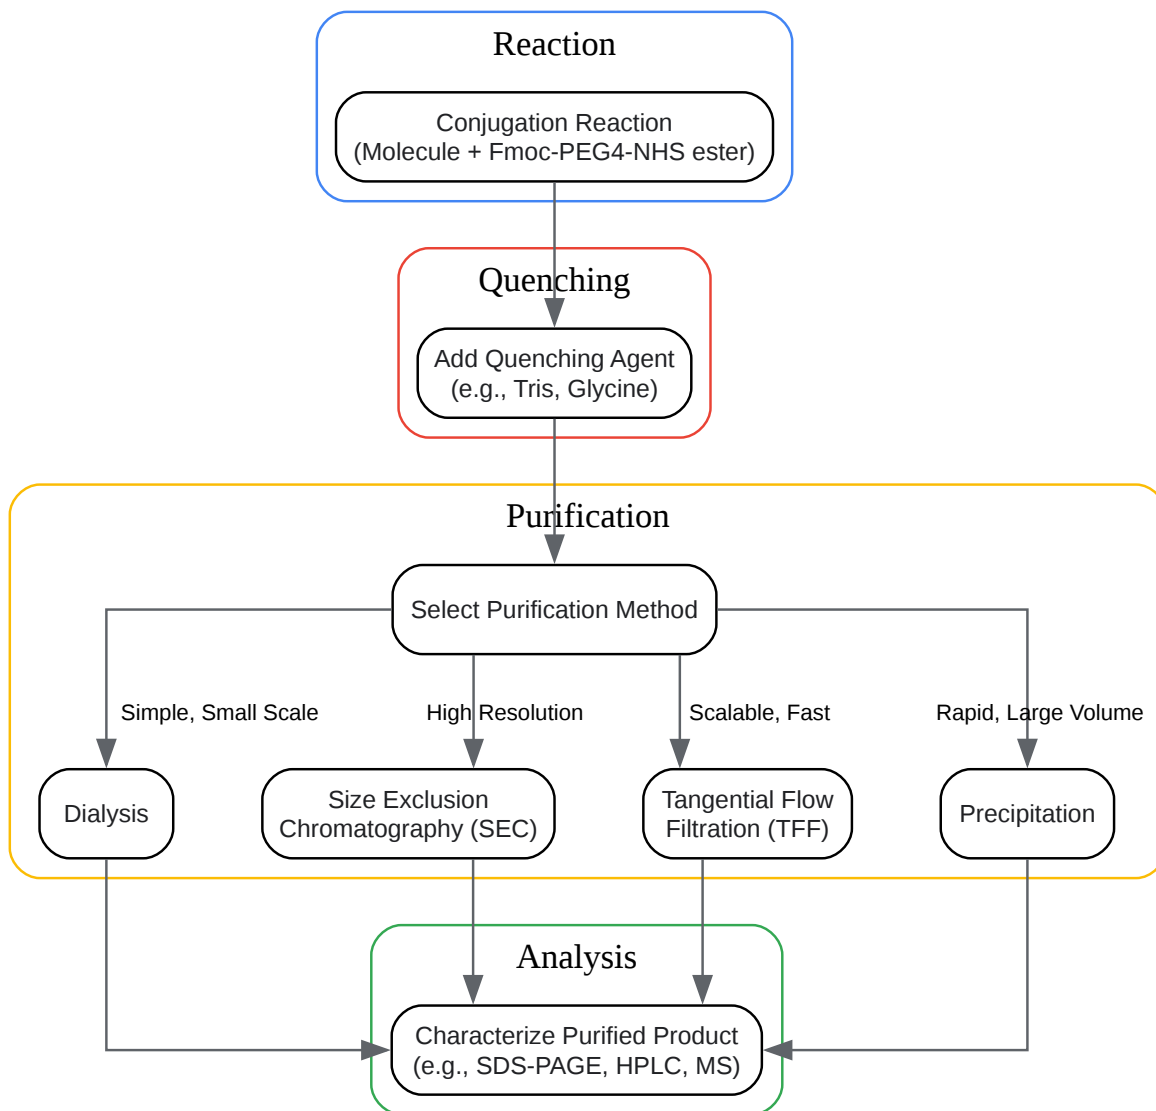 Reaction
Conjugation Reaction
(Molecule + Fmoc-PEG4-NHS ester)
Quenching
Add Quenching Agent
(e.g., Tris, Glycine)
Purification
Select Purification Method
Simple, Small Scale
High Resolution
Scalable, Fast
Rapid, Large Volume
Dialysis
Size Exclusion
Chromatography (SEC)
Tangential Flow
Filtration (TFF)
Precipitation
Analysis
Characterize Purified Product
(e.g., SDS-PAGE, HPLC, MS)